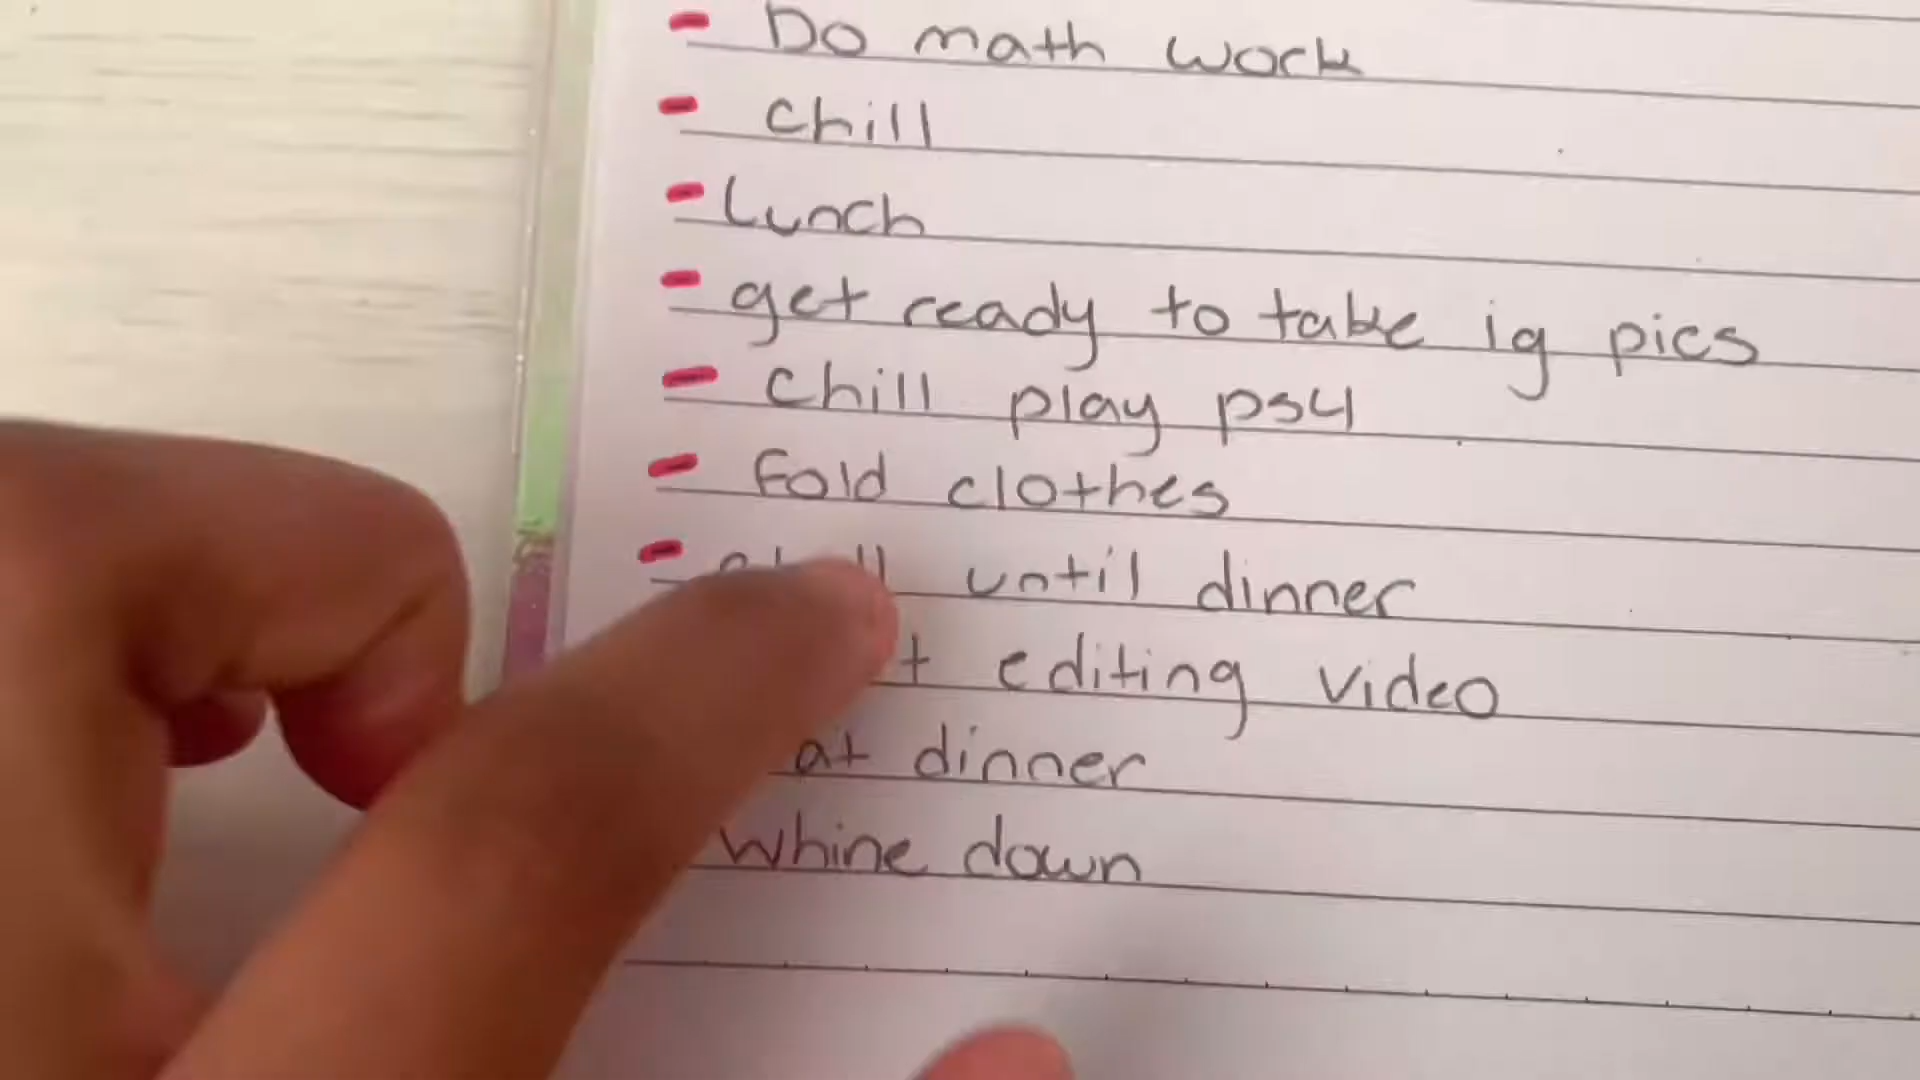 - Do math work
- chill
- Lunch
- get ready to take ig pics
- chill play ps4
- Fold clothes
- until dinner
editing video
dinner
whine down